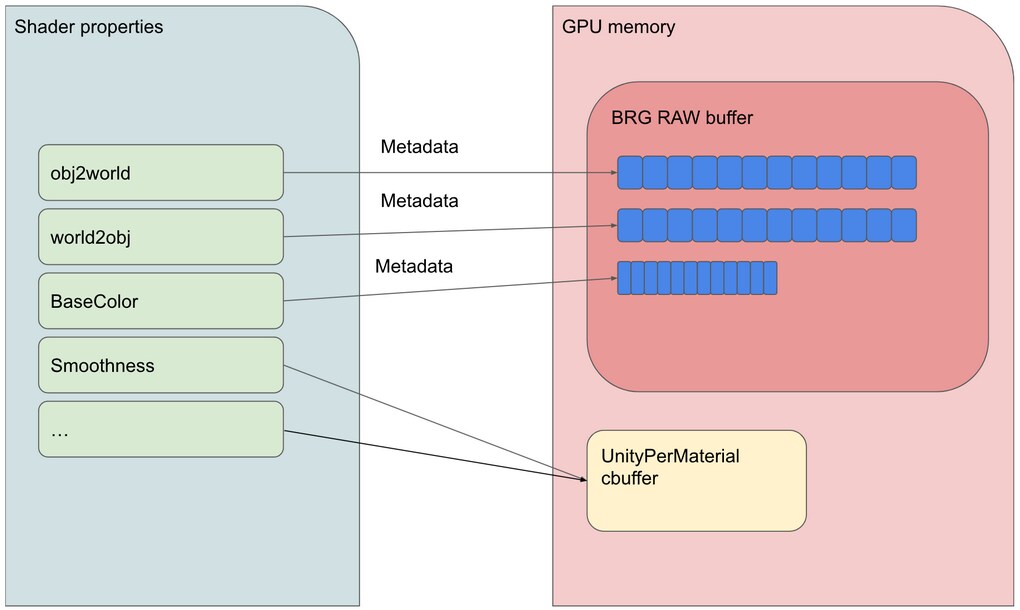 Shader properties
obj2world
world2obj
BaseColor
Smoothness
...
Metadata
Metadata
Metadata
GPU memory
BRG RAW buffer
UnityPerMaterial
cbuffer